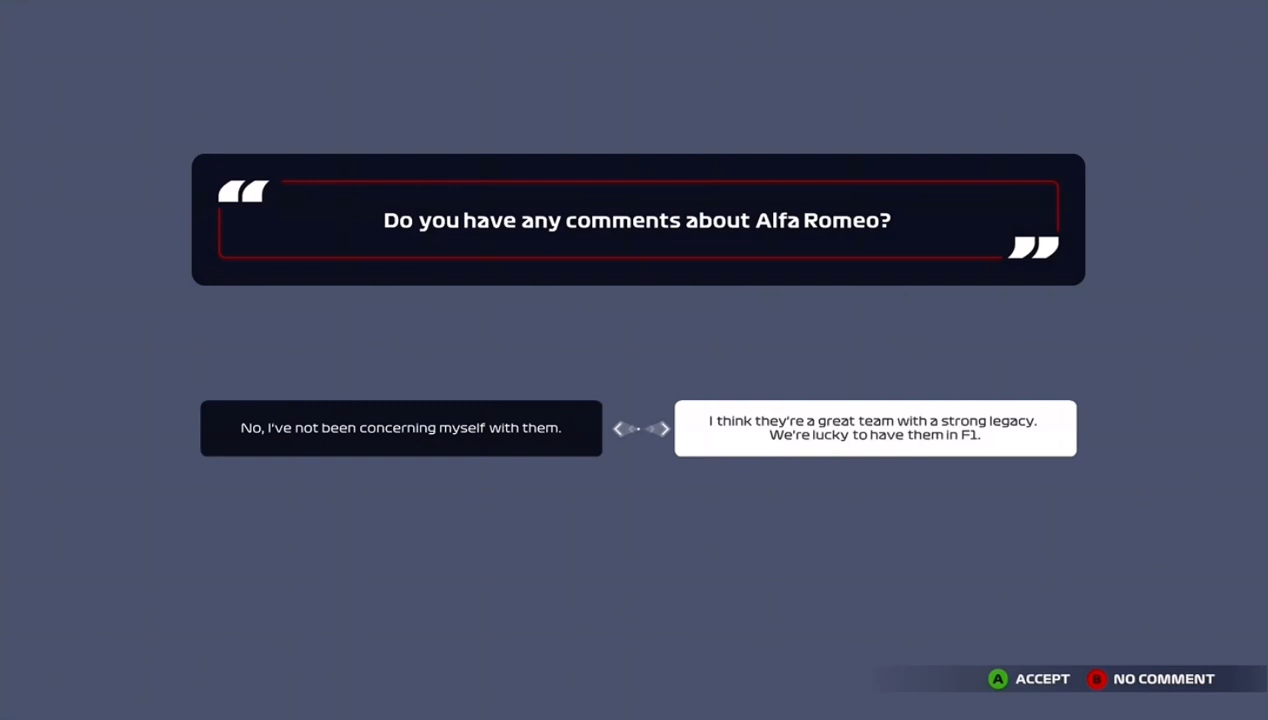 Do you have any comments about Alfa Romeo?
No, I've not been concerning myself with them.
I think they're a great team with a strong legacy.
We're lucky to have them in F1.
A ACCEPT B NO COMMENT